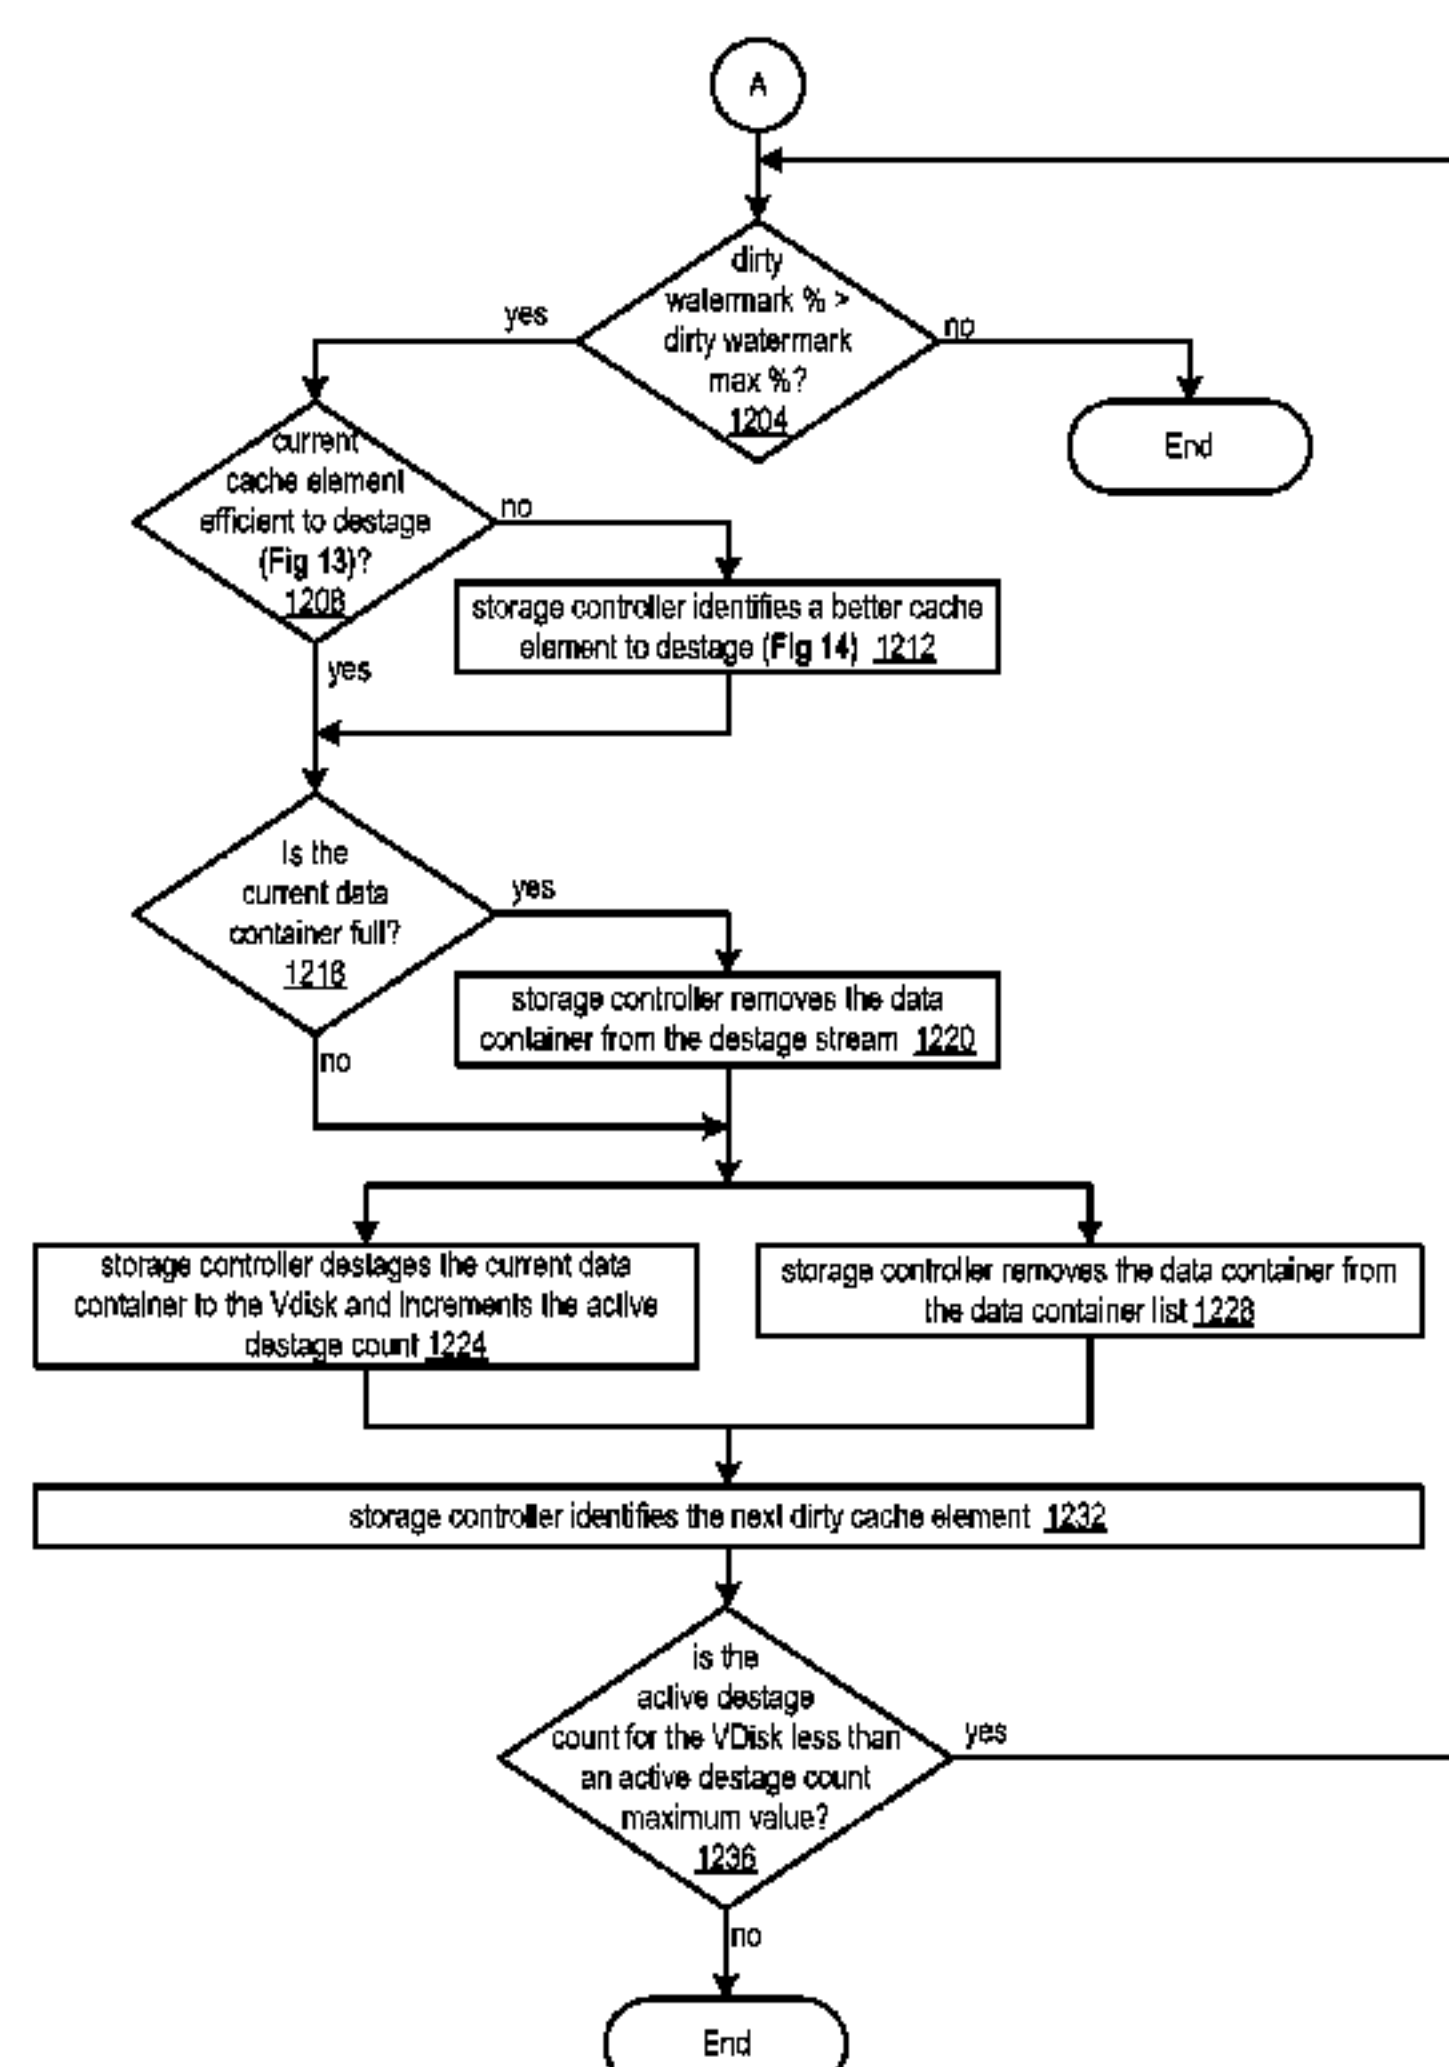 A
dirty
watermark % >
dirty watermark
max %?
1204
yes
no
End
current
cache element
efficient to destage
(Fig 13)?
1208
no
yes
storage controller identifies a better cache
element to destage (Fig 14) 1212
Is the
current data
container full?
1216
yes
no
storage controller removes the data
container from the destage stream 1220
storage controller destages the current data
container to the Vdisk and increments the active
destage count 1224
storage controller removes the data container from
the data container list 1228
storage controller identifies the next dirty cache element 1232
is the
active destage
count for the VDisk less than
an active destage count
maximum value?
1236
yes
no
End